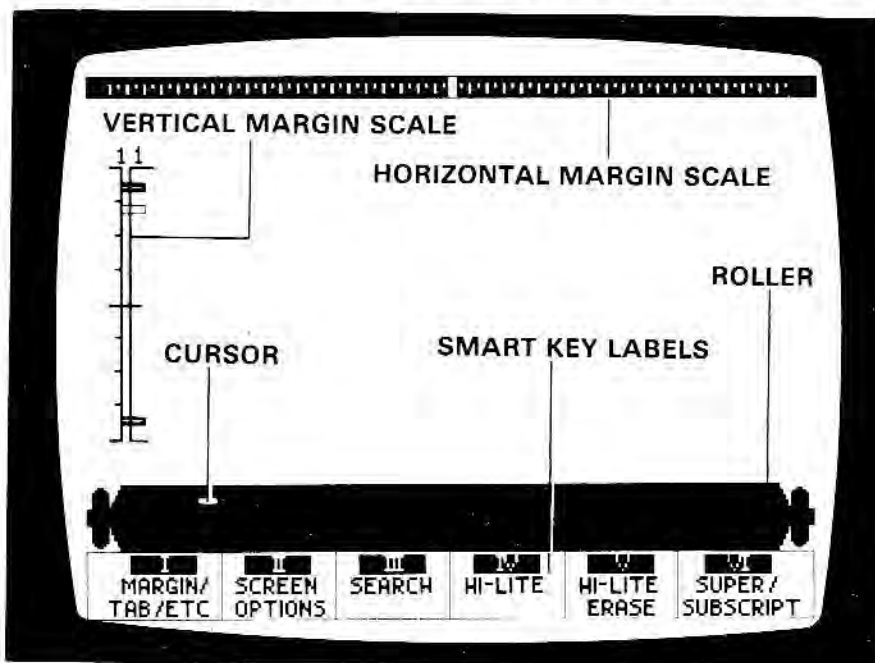 VERTICAL MARGIN SCALE
1 1
HORIZONTAL MARGIN SCALE
ROLLER
CURSOR
SMART KEY LABELS
I II III IV V VI
MARGIN/ SCREEN SEARCH HI-LITE HI-LITE SUPER/
TAB/ETC OPTIONS ERASE SUBSCRIPT